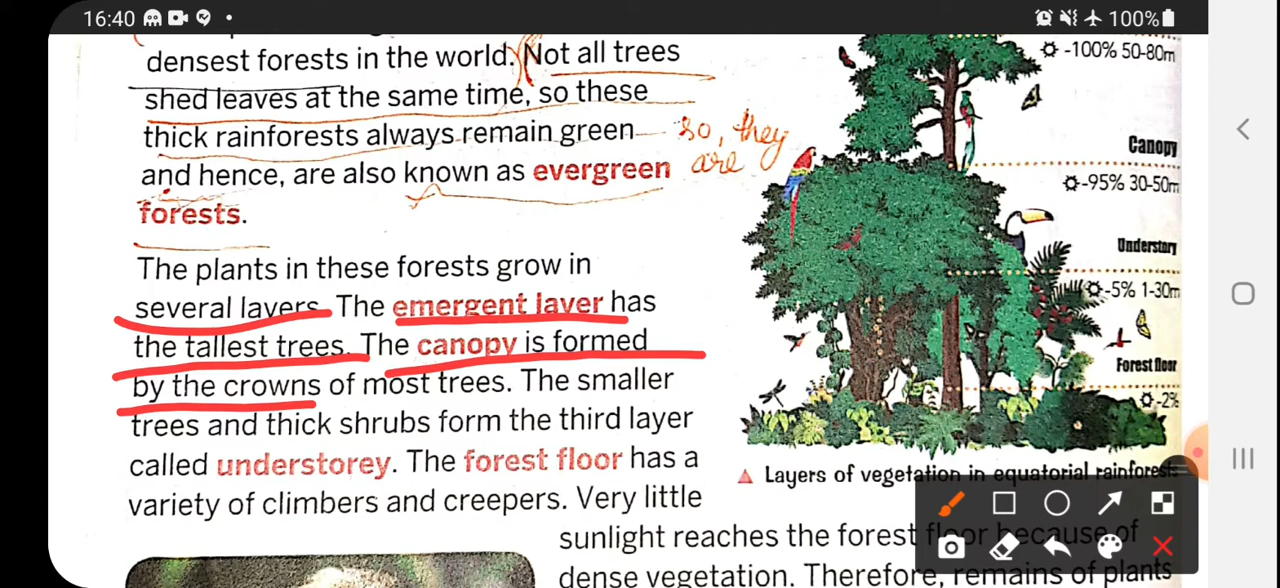 16:40
100%
densest forests in the world. Not all trees
shed leaves at the same time, so these
thick rainforests always remain green
and hence, are also known as evergreen
forests.
so, they
are
The plants in these forests grow in
several layers. The emergent layer has
the tallest trees. The canopy is formed
by the crowns of most trees. The smaller
trees and thick shrubs form the third layer
called understorey. The forest floor has a
variety of climbers and creepers. Very little
sunlight reaches the forest floor because of
dense vegetation. Therefore, remains of plants
-100% 50-80m
Canopy
-95% 30-50m
Understory
-5% 1-30m
Forest floor
-2%
Layers of vegetation in equatorial rainforests